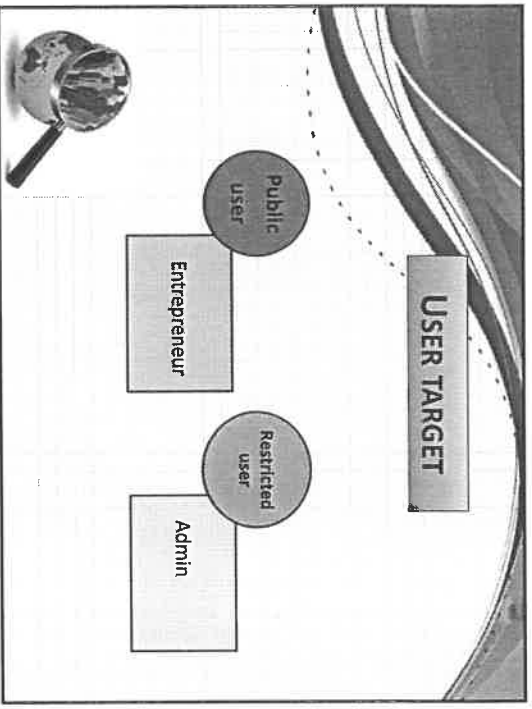 USER TARGET
Public
user
Entrepreneur
Restricted
user
Admin